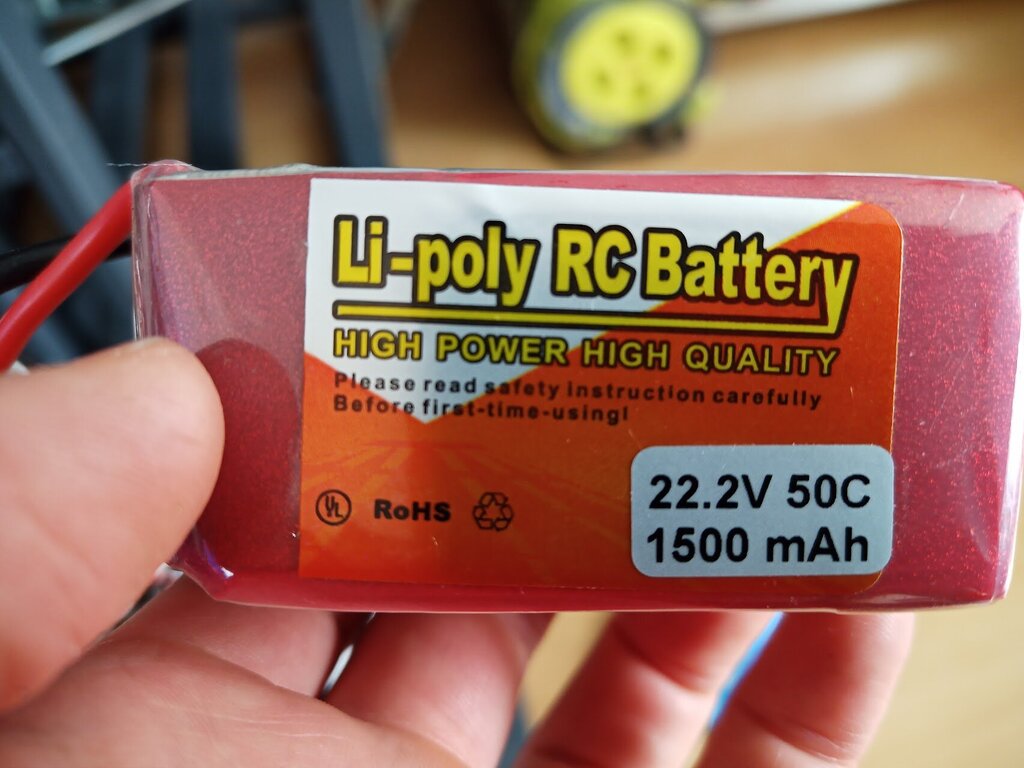 Li-poly RC Battery
HIGH POWER HIGH QUALITY
Please read safety instruction carefully
Before first-time-using!
UL RoHS
22.2V 50C
1500 mAh